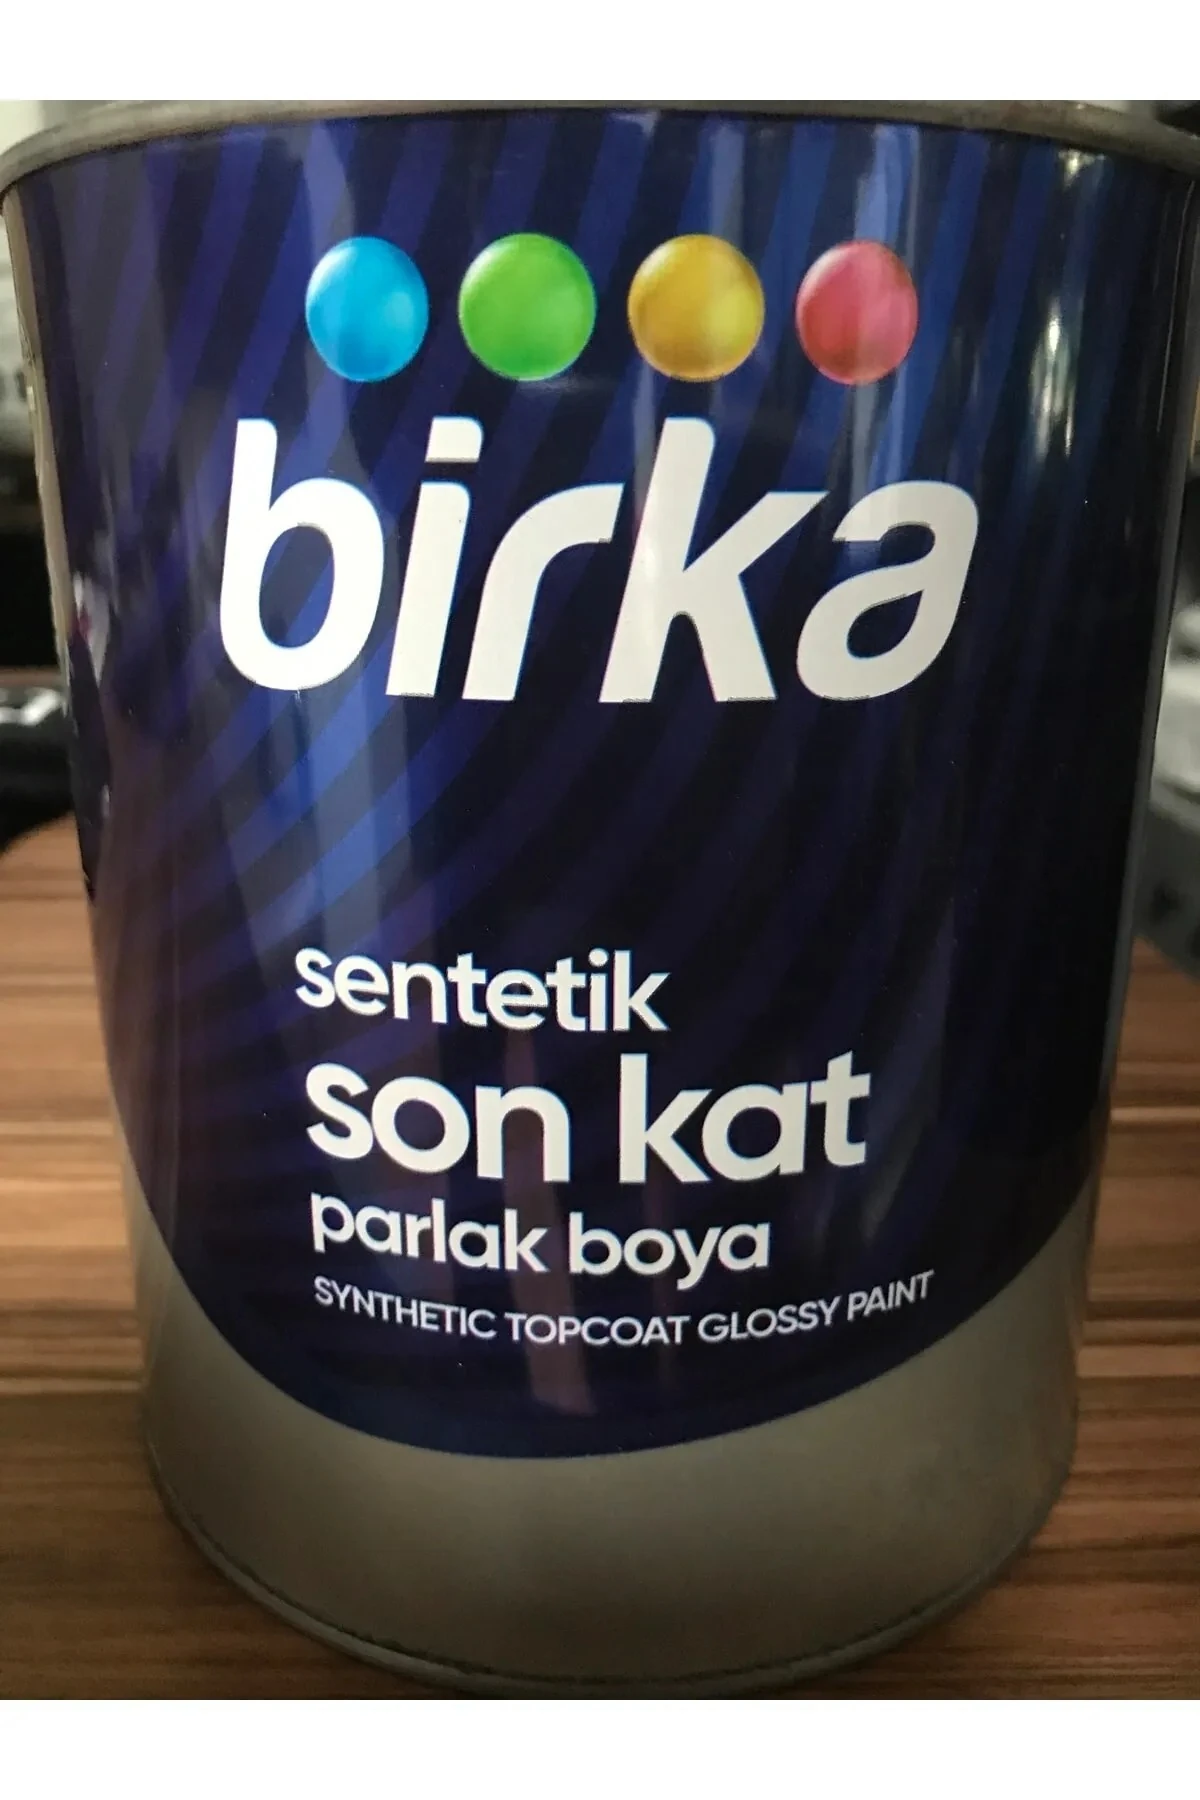 birka
sentetik
son kat
parlak boya
SYNTHETIC TOPCOAT GLOSSY PAINT